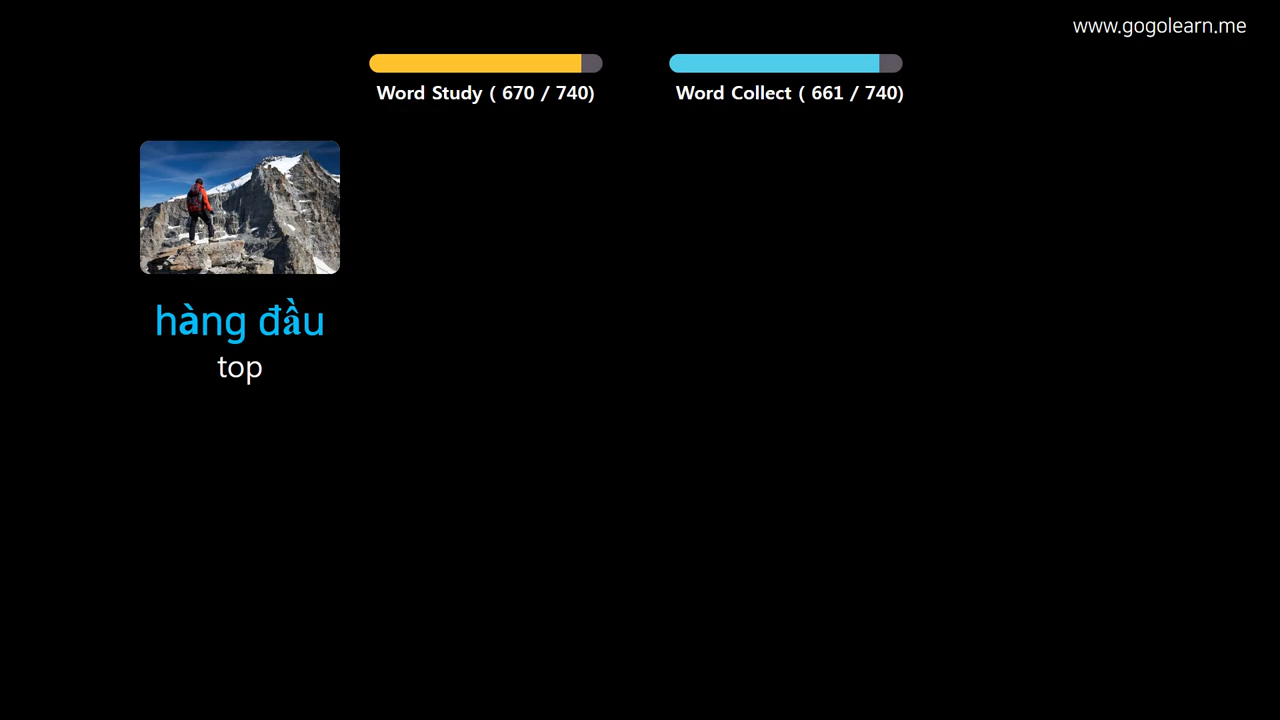 www.gogolearn.me
Word Study ( 670 / 740)
Word Collect ( 661 / 740)
hàng đầu
top